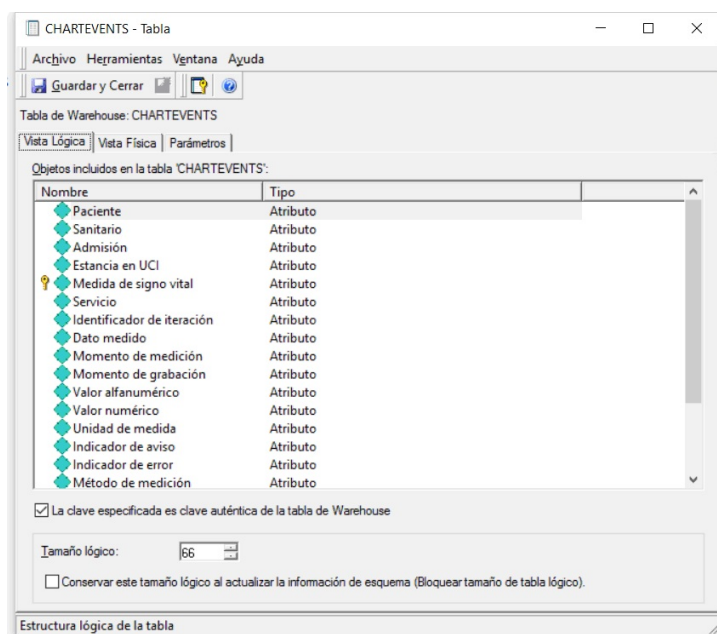 CHARTEVENTS - Tabla
Archivo Herramientas Ventana Ayuda
Guardar y Cerrar
Tabla de Warehouse: CHARTEVENTS
Vista Lógica Vista Física Parámetros
Objetos incluidos en la tabla 'CHARTEVENTS':
Nombre Tipo
Paciente Atributo
Sanitario Atributo
Admisión Atributo
Estancia en UCI Atributo
Medida de signo vital Atributo
Servicio Atributo
Identificador de iteración Atributo
Dato medido Atributo
Momento de medición Atributo
Momento de grabación Atributo
Valor alfanumérico Atributo
Valor numérico Atributo
Unidad de medida Atributo
Indicador de aviso Atributo
Indicador de error Atributo
Método de medición Atributo
La clave especificada es clave auténtica de la tabla de Warehouse
Tamaño lógico: 66
Conservar este tamaño lógico al actualizar la información de esquema (Bloquear tamaño de tabla lógico).
Estructura lógica de la tabla